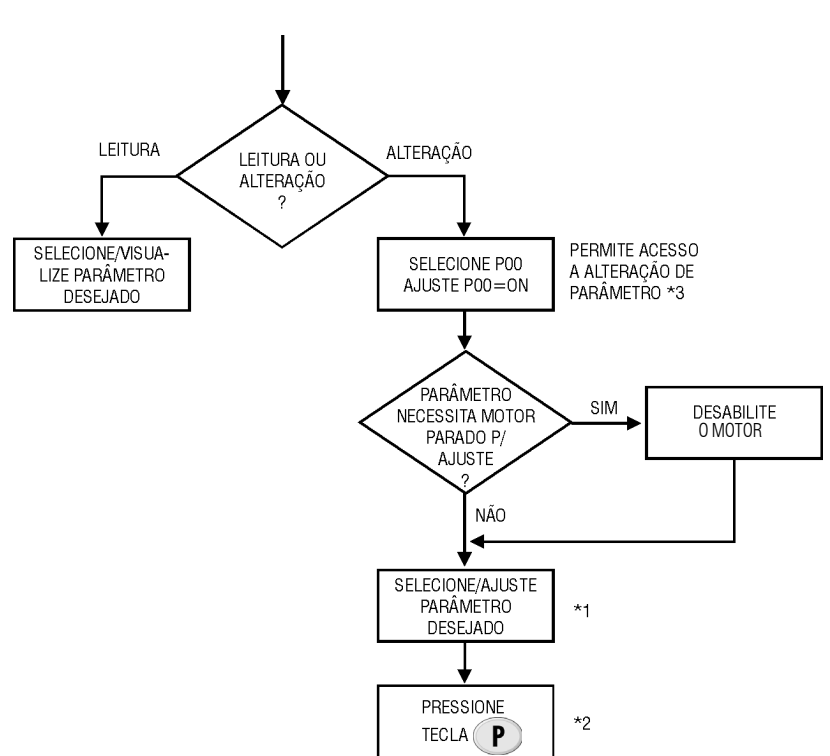 LEITURA
LEITURA OU
ALTERAÇÃO
?
ALTERAÇÃO
SELECIONE/VISUA-
LIZE PARÂMETRO
DESEJADO
SELECIONE P00
AJUSTE P00=ON
PERMITE ACESSO
A ALTERAÇÃO DE
PARÂMETRO *3
PARÂMETRO
NECESSITA MOTOR
PARADO P/
AJUSTE
?
SIM
DESABILITE
O MOTOR
NÃO
SELECIONE/AJUSTE
PARÂMETRO
DESEJADO
*1
PRESSIONE
TECLA P
*2